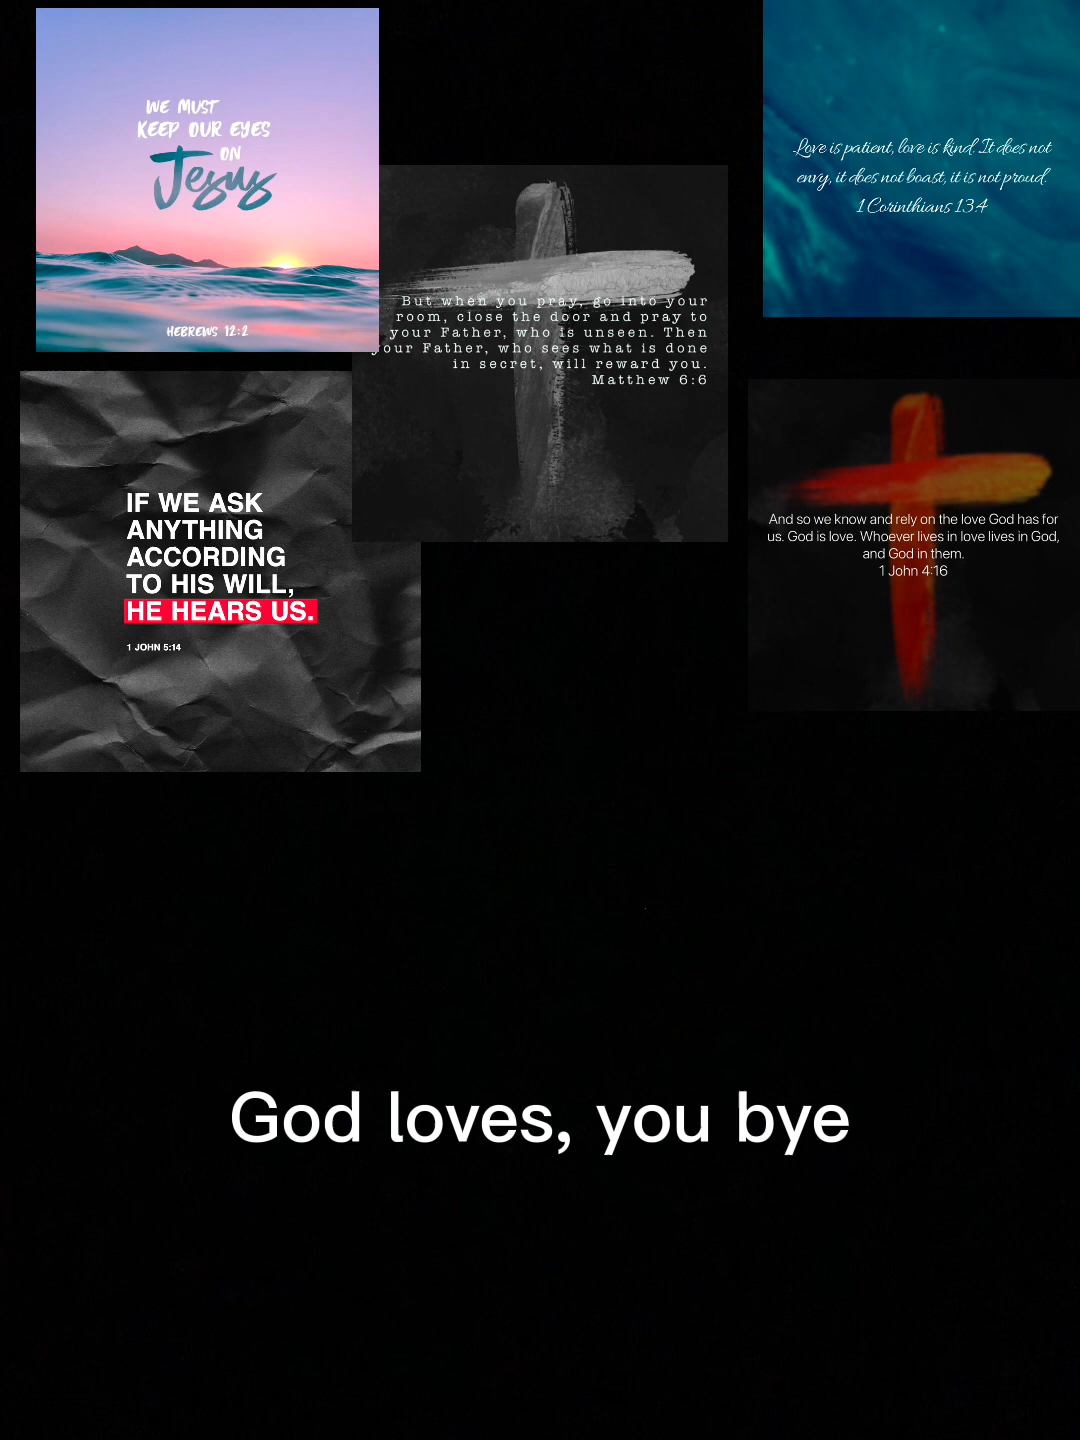 WE MUST
KEEP OUR EYES
ON
Jesus
HEBREWS 12:2
But when you pray, go into your
room, close the door and pray to
your Father, who is unseen. Then
your Father, who sees what is done
in secret, will reward you.
Matthew 6:6
Love is patient, love is kind. It does not
envy, it does not boast, it is not proud.
1 Corinthians 13:4
IF WE ASK
ANYTHING
ACCORDING
TO HIS WILL,
HE HEARS US.
1 JOHN 5:14
And so we know and rely on the love God has for
us. God is love. Whoever lives in love lives in God,
and God in them.
1 John 4:16
God loves, you bye